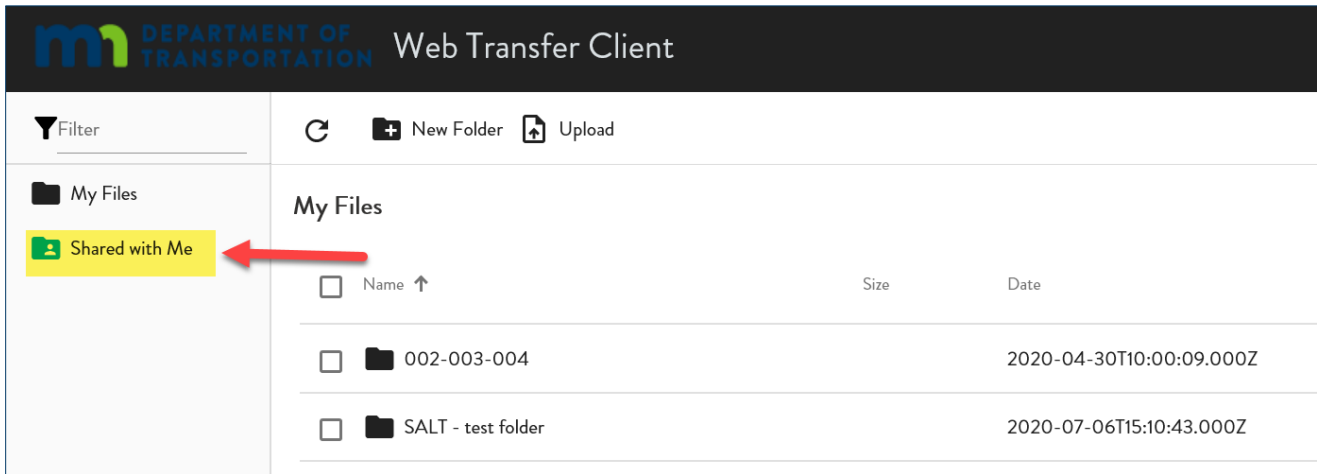 DEPARTMENT OF
TRANSPORTATION
Web Transfer Client
Filter
New Folder
Upload
My Files
Shared with Me
My Files
Name
Size
Date
002-003-004
2020-04-30T10:00:09.000Z
SALT - test folder
2020-07-06T15:10:43.000Z